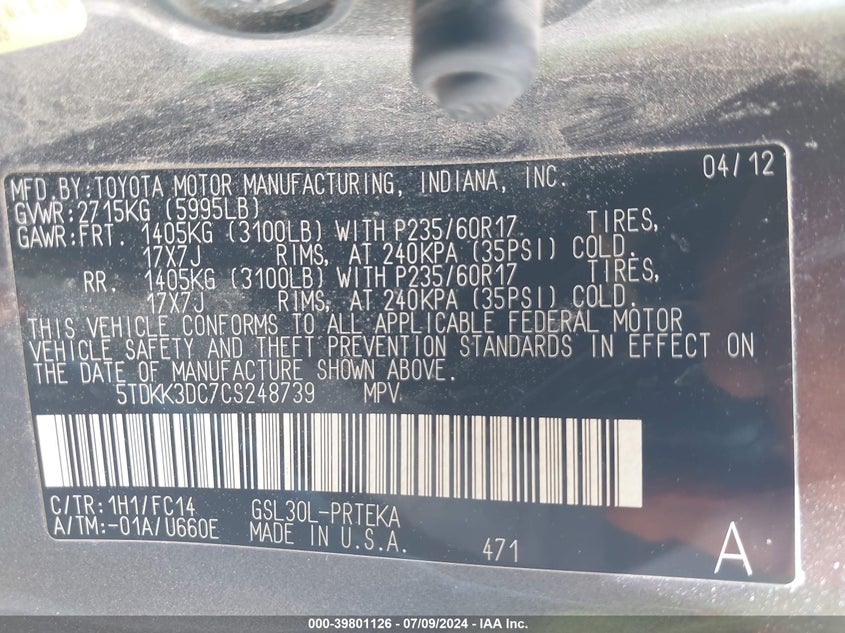 MFD.BY:TOYOTA MOTOR MANUFACTURING, INDIANA, INC. 04/12
GVWR:2715KG (5995LB)
GAWR:FRT. 1405KG (3100LB) WITH P235/60R17 TIRES,
17X7J RIMS, AT 240KPA (35PSI) COLD.
RR. 1405KG (3100LB) WITH P235/60R17 TIRES,
17X7J RIMS, AT 240KPA (35PSI) COLD.
THIS VEHICLE CONFORMS TO ALL APPLICABLE FEDERAL MOTOR
VEHICLE SAFETY AND THEFT PREVENTION STANDARDS IN EFFECT ON
THE DATE OF MANUFACTURE SHOWN ABOVE.
5TDKK3DC7CS248739 MPV
C/TR:1H1/FC14 GSL30L-PRTEKA
A/TM:-01A/U660E MADE IN U.S.A. 471 A
000-39801126 - 07/09/2024 - IAA Inc.